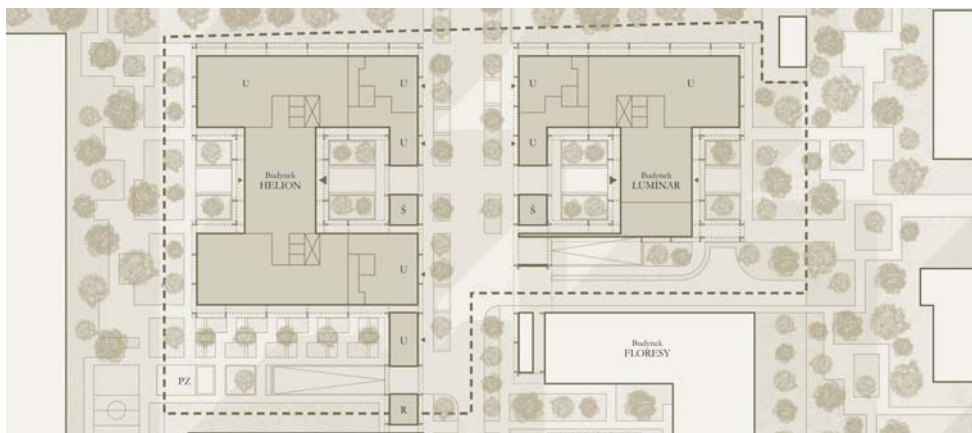 U
U
U
U
U
U
Budynek
HELION
Budynek
LUMINAR
Ś
Ś
U
U
Budynek
FLORESY
PZ
R